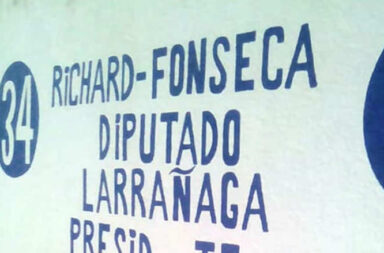 34
RiCHARD-FONSECA
DiPUTADO
LARRAÑAGA